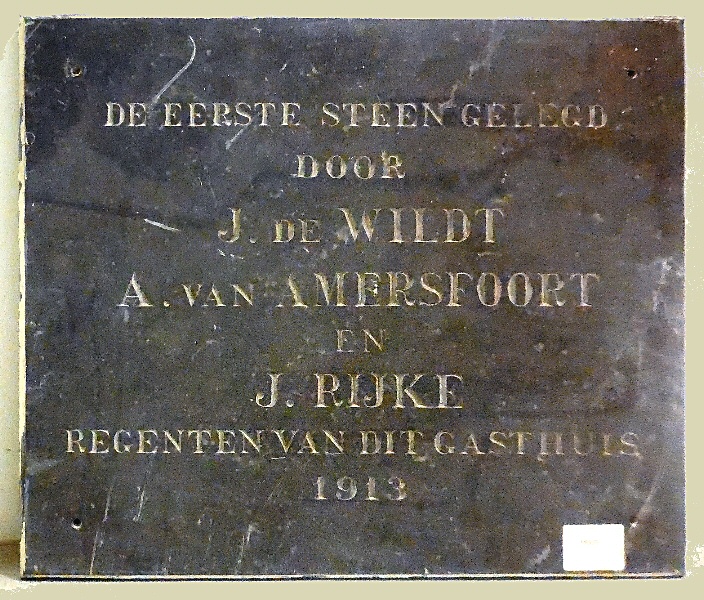 DE EERSTE STEEN GELEGD
DOOR
J. DE WILDT
A. VAN AMERSFOORT
EN
J. RIJKE
REGENTEN VAN DIT GASTHUIS
1913